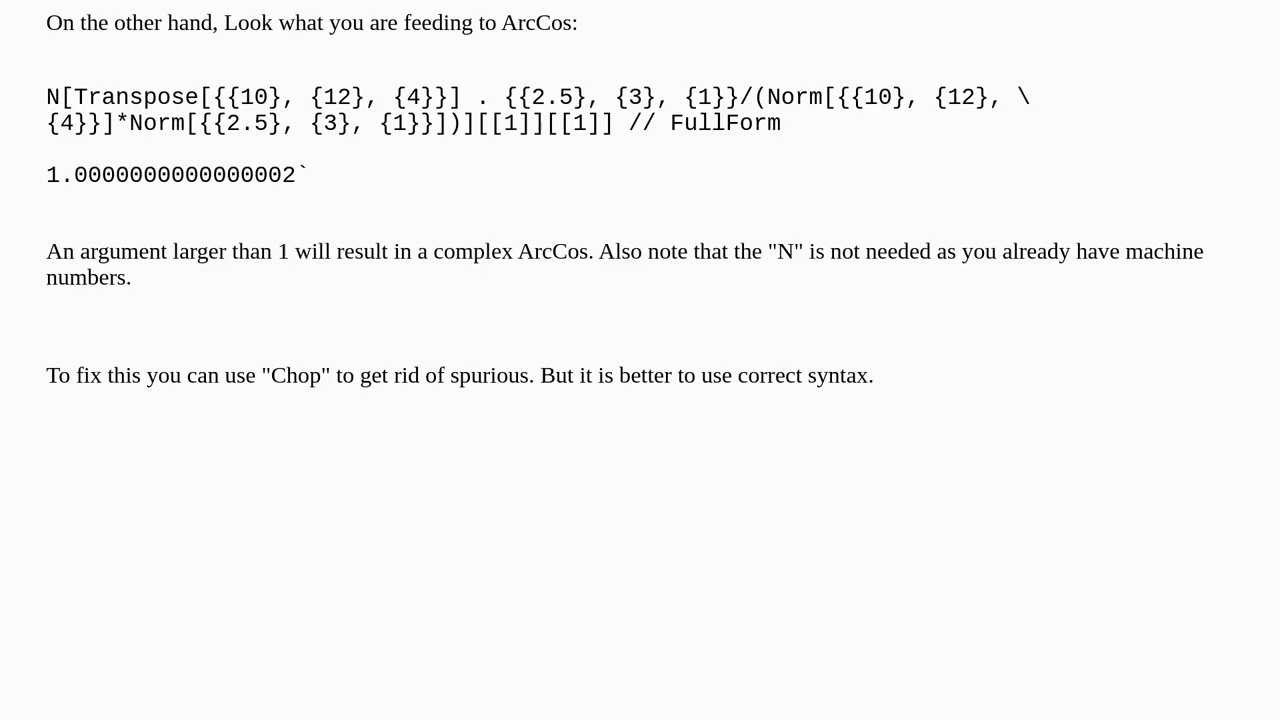 On the other hand, Look what you are feeding to ArcCos:
N[Transpose[{{10}, {12}, {4}}] . {{2.5}, {3}, {1}}/(Norm[{{10}, {12}, \
{4}}]*Norm[{{2.5}, {3}, {1}}])][[1]][[1]] // FullForm
1.0000000000000002`
An argument larger than 1 will result in a complex ArcCos. Also note that the "N" is not needed as you already have machine
numbers.
To fix this you can use "Chop" to get rid of spurious. But it is better to use correct syntax.